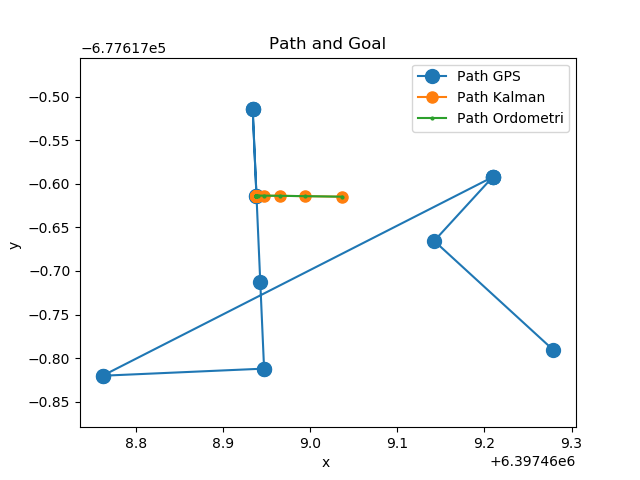 Path and Goal
−6.77617e5
Path GPS
Path Kalman
Path Ordometri
−0.50
−0.55
−0.60
−0.65
−0.70
−0.75
−0.80
−0.85
y
8.8 8.9 9.0 9.1 9.2 9.3
x
+6.39746e6